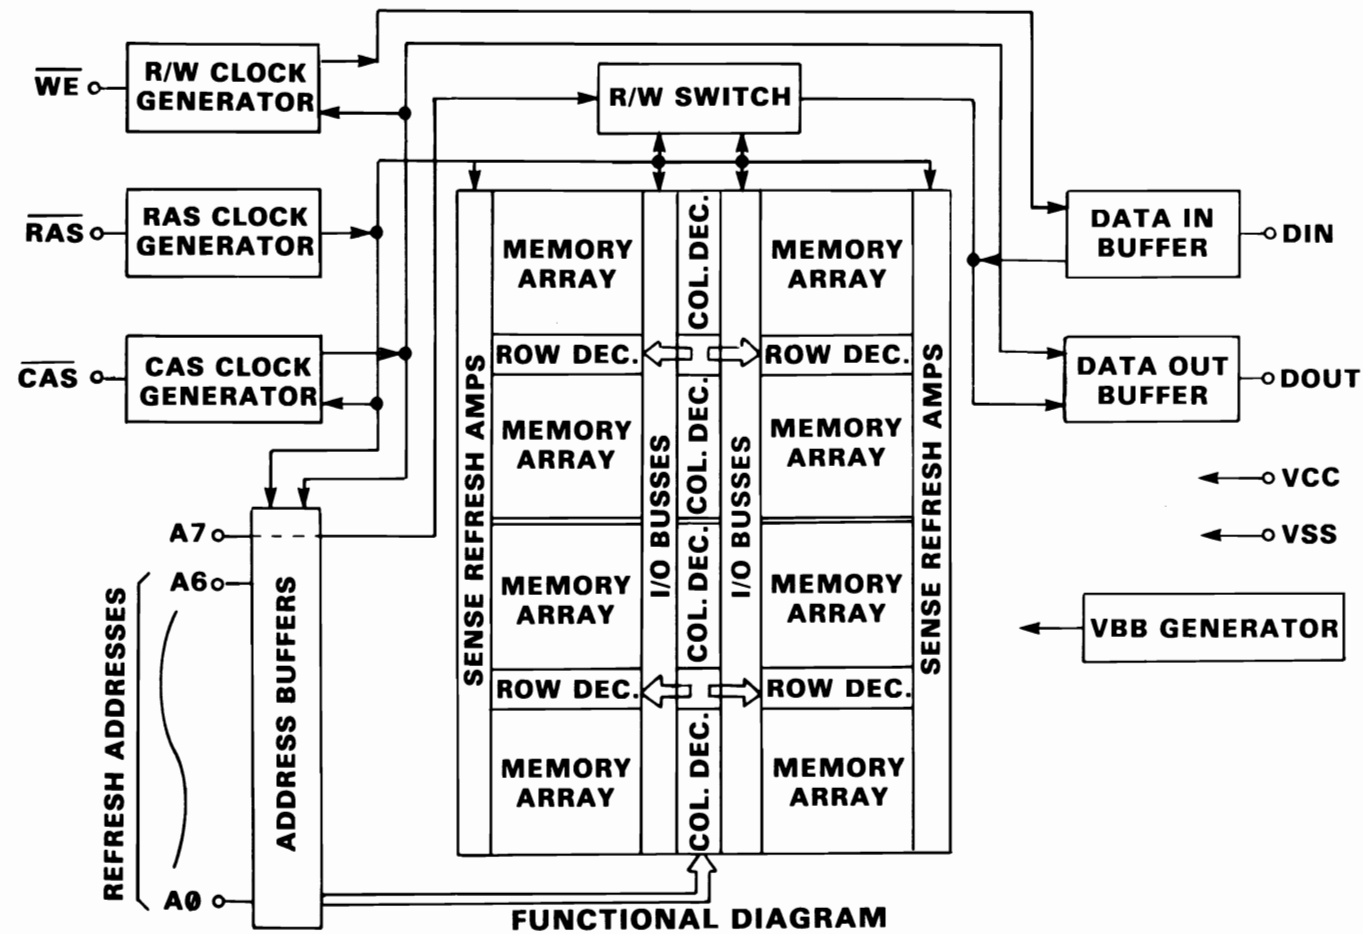 WE
R/W CLOCK
GENERATOR
R/W SWITCH
RAS
RAS CLOCK
GENERATOR
CAS
CAS CLOCK
GENERATOR
DATA IN
BUFFER
DIN
DATA OUT
BUFFER
DOUT
VCC
VSS
VBB GENERATOR
SENSE REFRESH AMPS
MEMORY
ARRAY
ROW DEC.
MEMORY
ARRAY
MEMORY
ARRAY
ROW DEC.
MEMORY
ARRAY
I/O BUSSES
COL. DEC.
COL. DEC.
COL. DEC.
COL. DEC.
I/O BUSSES
MEMORY
ARRAY
ROW DEC.
MEMORY
ARRAY
MEMORY
ARRAY
ROW DEC.
MEMORY
ARRAY
SENSE REFRESH AMPS
A7
A6
A0
REFRESH ADDRESSES
ADDRESS BUFFERS
FUNCTIONAL DIAGRAM